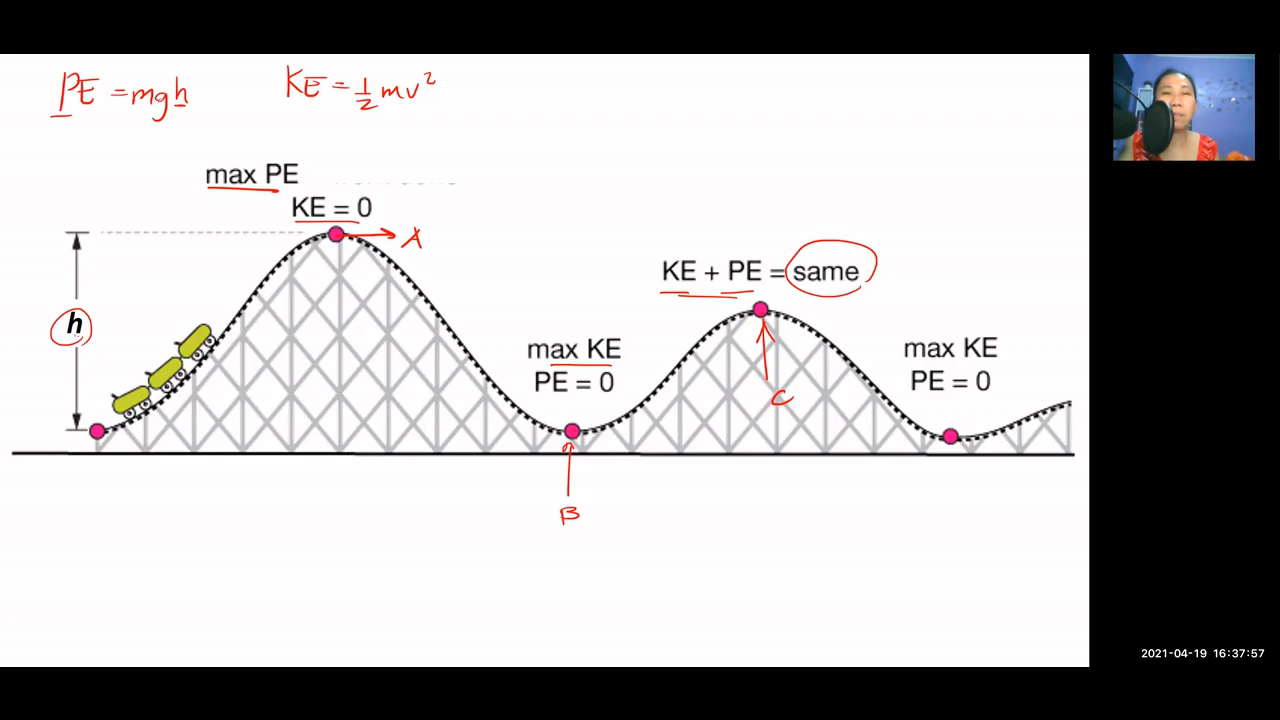 PE = mgh
KE = 1/2 mv²
max PE
KE = 0
A
h
KE + PE = same
max KE
PE = 0
C
max KE
PE = 0
B
2021-04-19 16:37:57